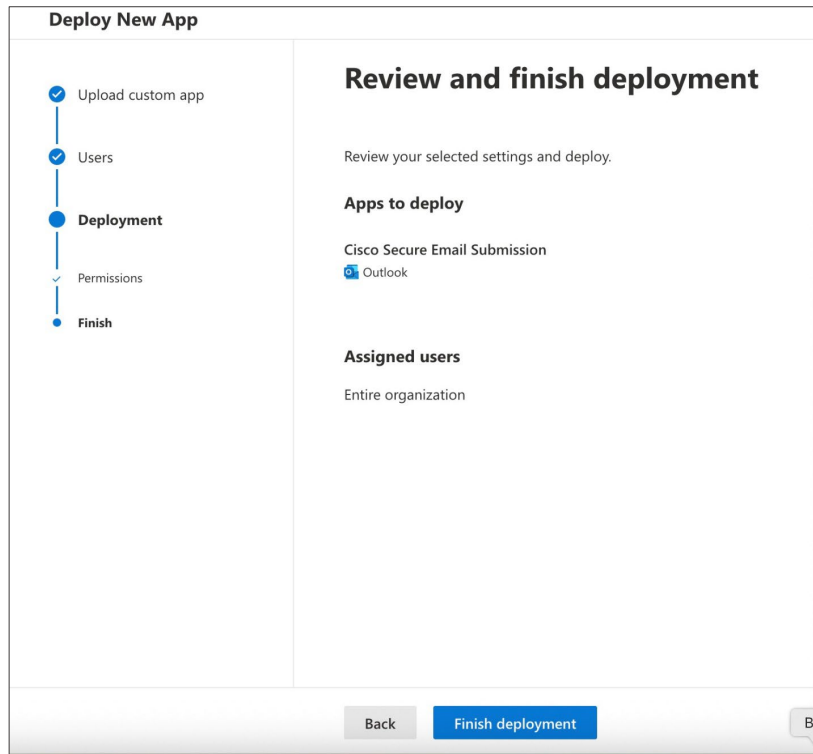 Deploy New App
Upload custom app
Users
Deployment
Permissions
Finish
Review and finish deployment
Review your selected settings and deploy.
Apps to deploy
Cisco Secure Email Submission
Outlook
Assigned users
Entire organization
Back
Finish deployment
B